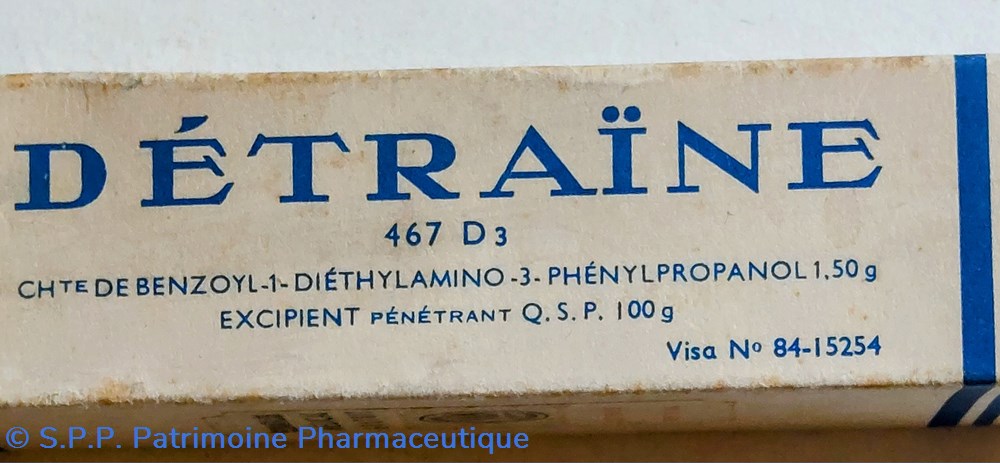 DÉTRAÏNE
467 D3
CHTE DE BENZOYL-1-DIÉTHYLAMINO-3-PHÉNYLPROPANOL 1,50 g
EXCIPIENT PÉNÉTRANT Q.S.P. 100 g
Visa Nº 84-15254
© S.P.P. Patrimoine Pharmaceutique